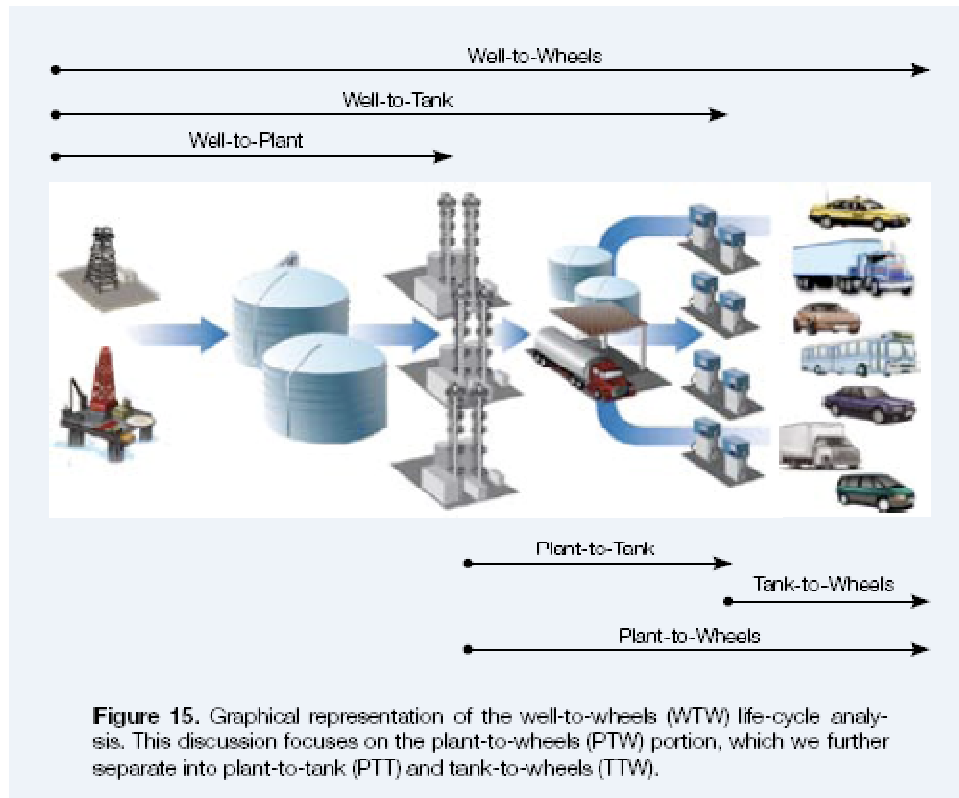 Well-to-Wheels
Well-to-Tank
Well-to-Plant
Plant-to-Tank
Tank-to-Wheels
Plant-to-Wheels
Figure 15. Graphical representation of the well-to-wheels (WTW) life-cycle analy-
sis. This discussion focuses on the plant-to-wheels (PTW) portion, which we further
separate into plant-to-tank (PTT) and tank-to-wheels (TTW).